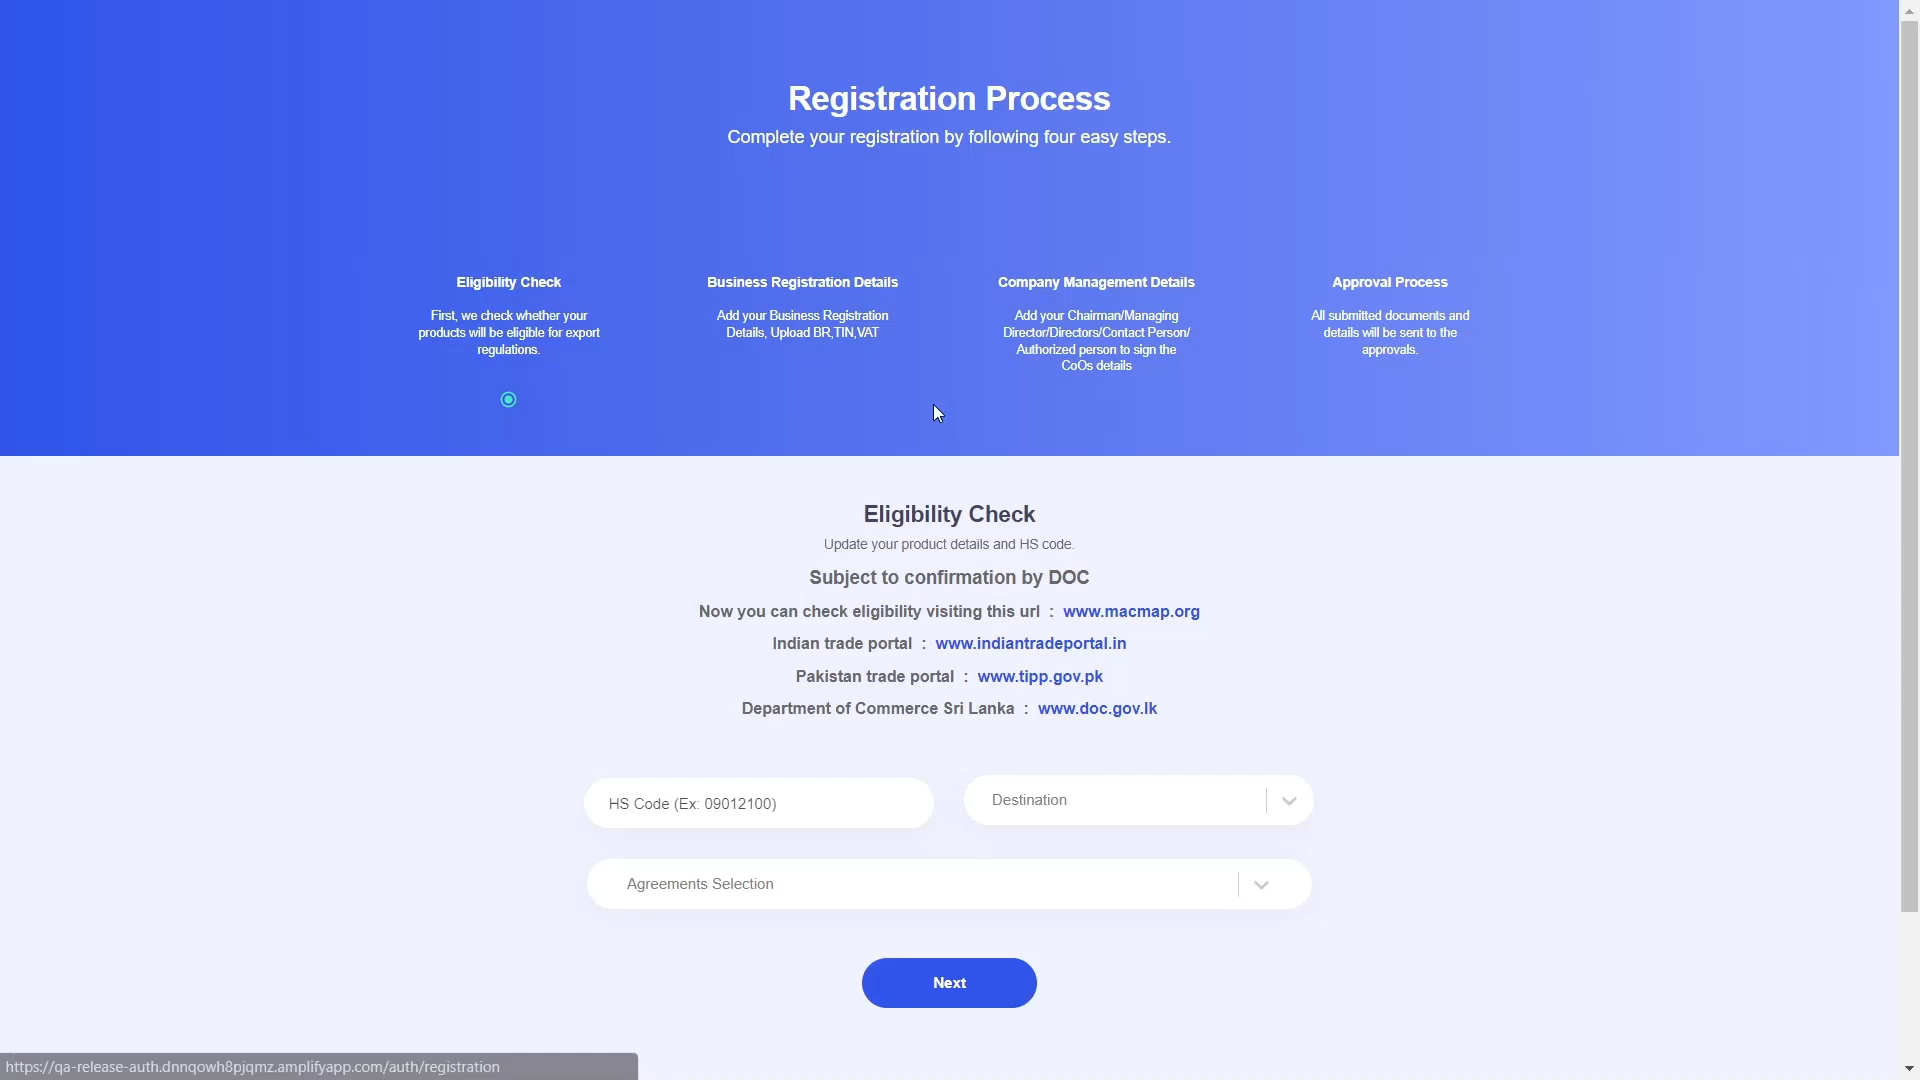 Registration Process
Complete your registration by following four easy steps.
Eligibility Check
First, we check whether your
products will be eligible for export
regulations.
Business Registration Details
Add your Business Registration
Details, Upload BR,TIN,VAT
Company Management Details
Add your Chairman/Managing
Director/Directors/Contact Person/
Authorized person to sign the
CoOs details
Approval Process
All submitted documents and
details will be sent to the
approvals.
Eligibility Check
Update your product details and HS code.
Subject to confirmation by DOC
Now you can check eligibility visiting this url : www.macmap.org
Indian trade portal : www.indiantradeportal.in
Pakistan trade portal : www.tipp.gov.pk
Department of Commerce Sri Lanka : www.doc.gov.lk
HS Code (Ex: 09012100)
Destination
Agreements Selection
Next
https://qa-release-auth.dnnqowh8pjqmz.amplifyapp.com/auth/registration